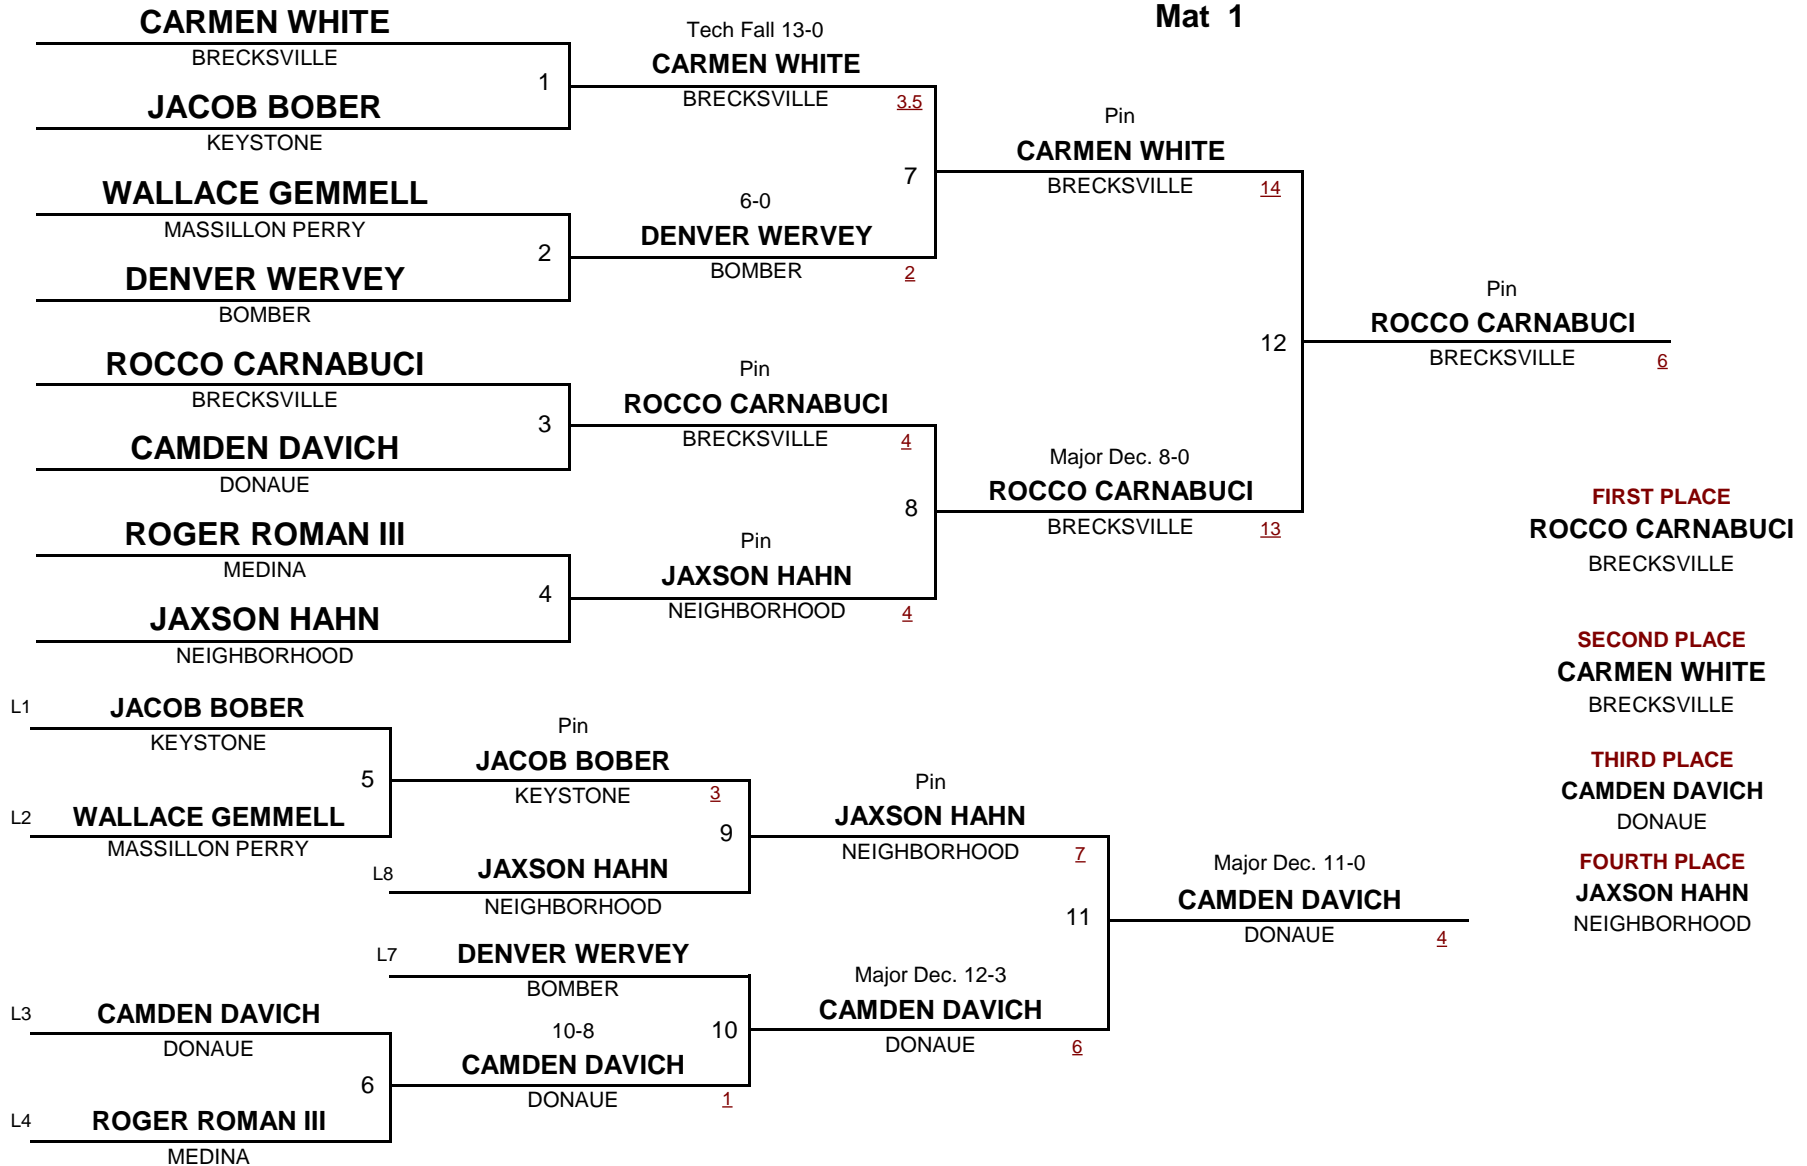 Mat 1
CARMEN WHITE
BRECKSVILLE
1
JACOB BOBER
KEYSTONE
WALLACE GEMMELL
MASSILLON PERRY
2
DENVER WERVEY
BOMBER
ROCCO CARNABUCI
BRECKSVILLE
3
CAMDEN DAVICH
DONAUE
ROGER ROMAN III
MEDINA
4
JAXSON HAHN
NEIGHBORHOOD
Tech Fall 13-0
CARMEN WHITE
BRECKSVILLE 3.5
7
6-0
DENVER WERVEY
BOMBER 2
Pin
ROCCO CARNABUCI
BRECKSVILLE 4
8
Pin
JAXSON HAHN
NEIGHBORHOOD 4
Pin
CARMEN WHITE
BRECKSVILLE 14
12
Major Dec. 8-0
ROCCO CARNABUCI
BRECKSVILLE 13
Pin
ROCCO CARNABUCI
BRECKSVILLE 6
FIRST PLACE
ROCCO CARNABUCI
BRECKSVILLE
SECOND PLACE
CARMEN WHITE
BRECKSVILLE
THIRD PLACE
CAMDEN DAVICH
DONAUE
FOURTH PLACE
JAXSON HAHN
NEIGHBORHOOD
L1 JACOB BOBER
KEYSTONE
5
L2 WALLACE GEMMELL
MASSILLON PERRY
L3 CAMDEN DAVICH
DONAUE
6
L4 ROGER ROMAN III
MEDINA
Pin
JACOB BOBER
KEYSTONE 3
9
L8 JAXSON HAHN
NEIGHBORHOOD
L7 DENVER WERVEY
BOMBER
10-8 10
CAMDEN DAVICH
DONAUE 1
Pin
JAXSON HAHN
NEIGHBORHOOD 7
11
Major Dec. 12-3
CAMDEN DAVICH
DONAUE 6
Major Dec. 11-0
CAMDEN DAVICH
DONAUE 4